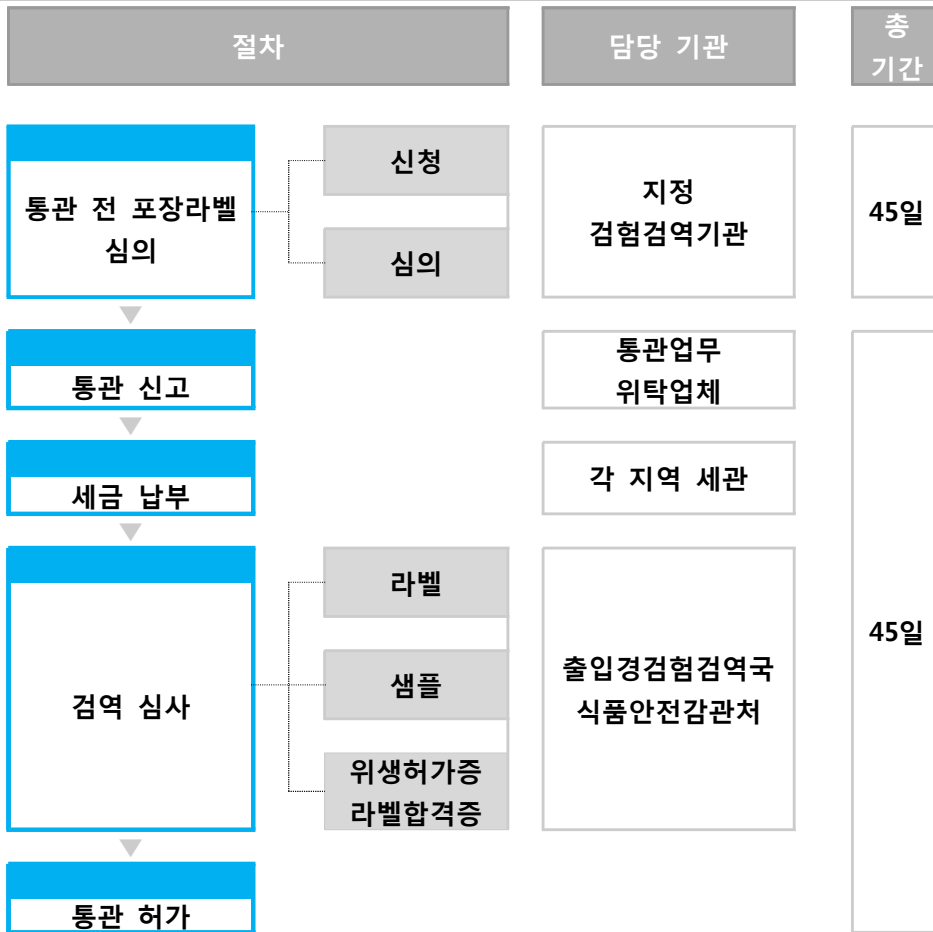 절차
담당 기관
총
기간
통관 전 포장라벨
심의
신청
심의
지정
검험검역기관
45일
통관 신고
통관업무
위탁업체
세금 납부
각 지역 세관
검역 심사
라벨
샘플
위생허가증
라벨합격증
출입경검험검역국
식품안전감관처
45일
통관 허가